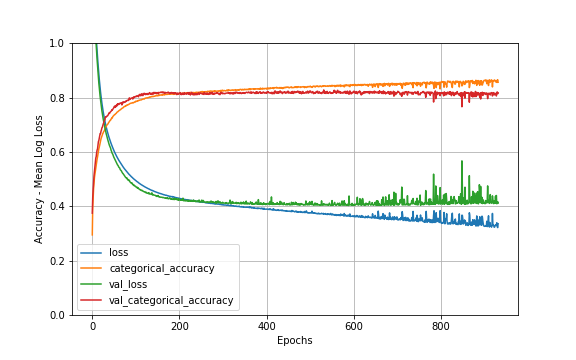 1.0
0.8
0.6
0.4
0.2
0.0
Accuracy - Mean Log Loss
loss
categorical_accuracy
val_loss
val_categorical_accuracy
0 200 400 600 800
Epochs